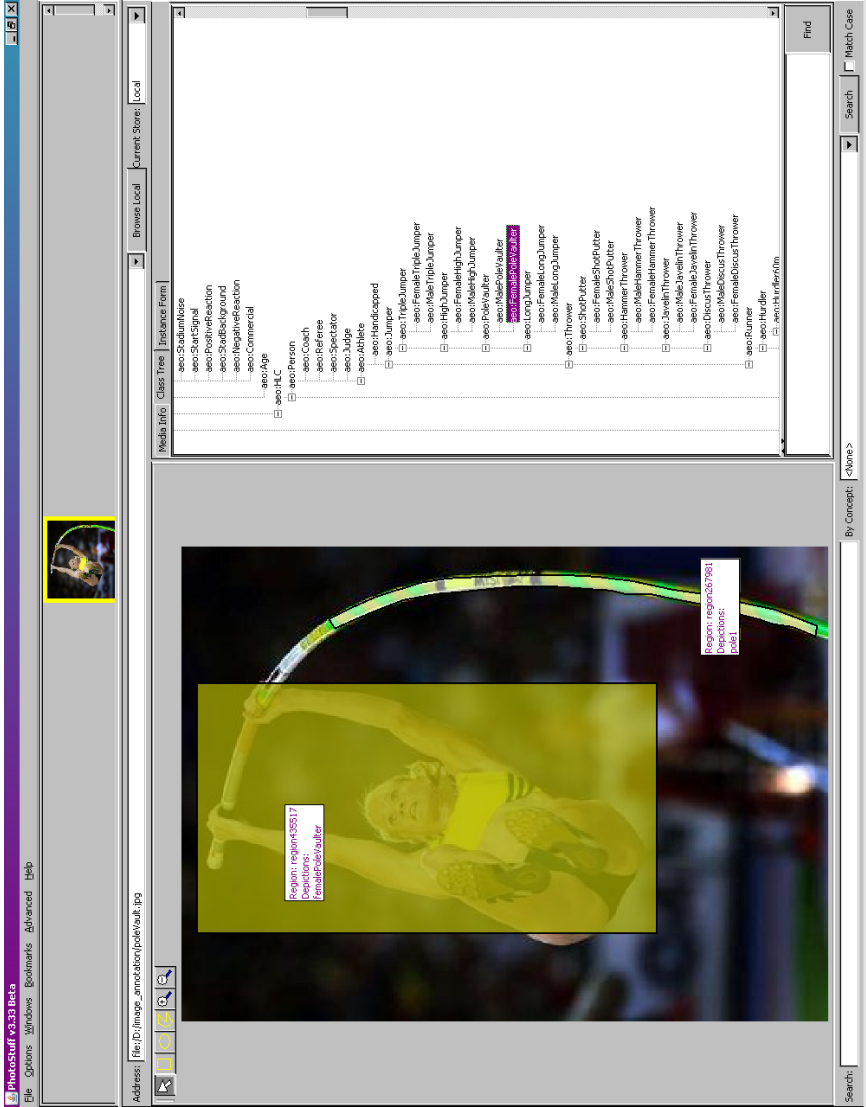 PhotoStuff v3.33 Beta
File Options Windows Bookmarks Advanced Help
Address: file:/D:/image_annotation/poleVault.jpg
Browse Local
Current Store: Local
Media Info Class Tree Instance Form
aeo:StadiumNoise
aeo:StartSignal
aeo:PositiveReaction
aeo:StadBackground
aeo:NegativeReaction
aeo:Commercial
aeo:Age
aeo:HLC
aeo:Person
aeo:Coach
aeo:Referee
aeo:Spectator
aeo:Judge
aeo:Athlete
aeo:Handicapped
aeo:Jumper
aeo:TripleJumper
aeo:FemaleTripleJumper
aeo:MaleTripleJumper
aeo:HighJumper
aeo:FemaleHighJumper
aeo:MaleHighJumper
aeo:PoleVaulter
aeo:MalePoleVaulter
aeo:FemalePoleVaulter
aeo:LongJumper
aeo:FemaleLongJumper
aeo:MaleLongJumper
aeo:Thrower
aeo:ShotPutter
aeo:FemaleShotPutter
aeo:MaleShotPutter
aeo:HammerThrower
aeo:MaleHammerThrower
aeo:FemaleHammerThrower
aeo:JavelinThrower
aeo:MaleJavelinThrower
aeo:FemaleJavelinThrower
aeo:DiscusThrower
aeo:MaleDiscusThrower
aeo:FemaleDiscusThrower
aeo:Runner
aeo:Hurdler
aeo:Hurdler60m
Find
Region: region435517
Depictions:
femalePoleVaulter
Region: region267981
Depictions:
pole1
Search:
By Concept: <None>
Search
Match Case